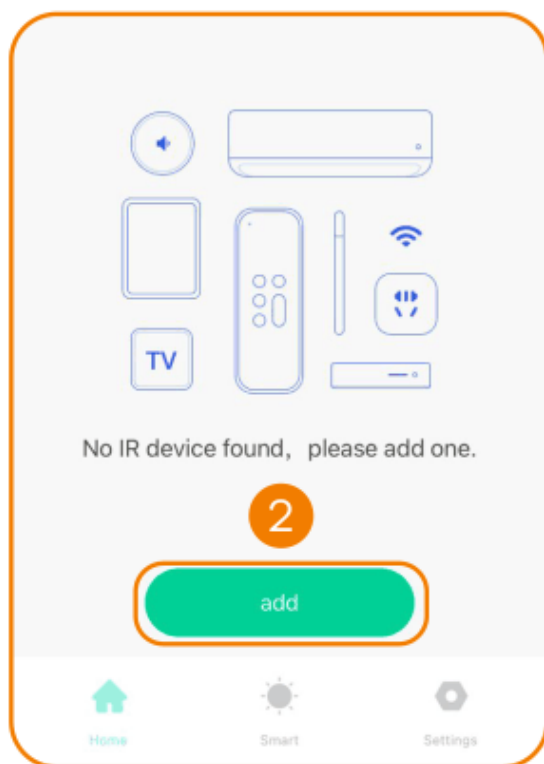 TV
No IR device found，please add one.
2
add
Home
Smart
Settings